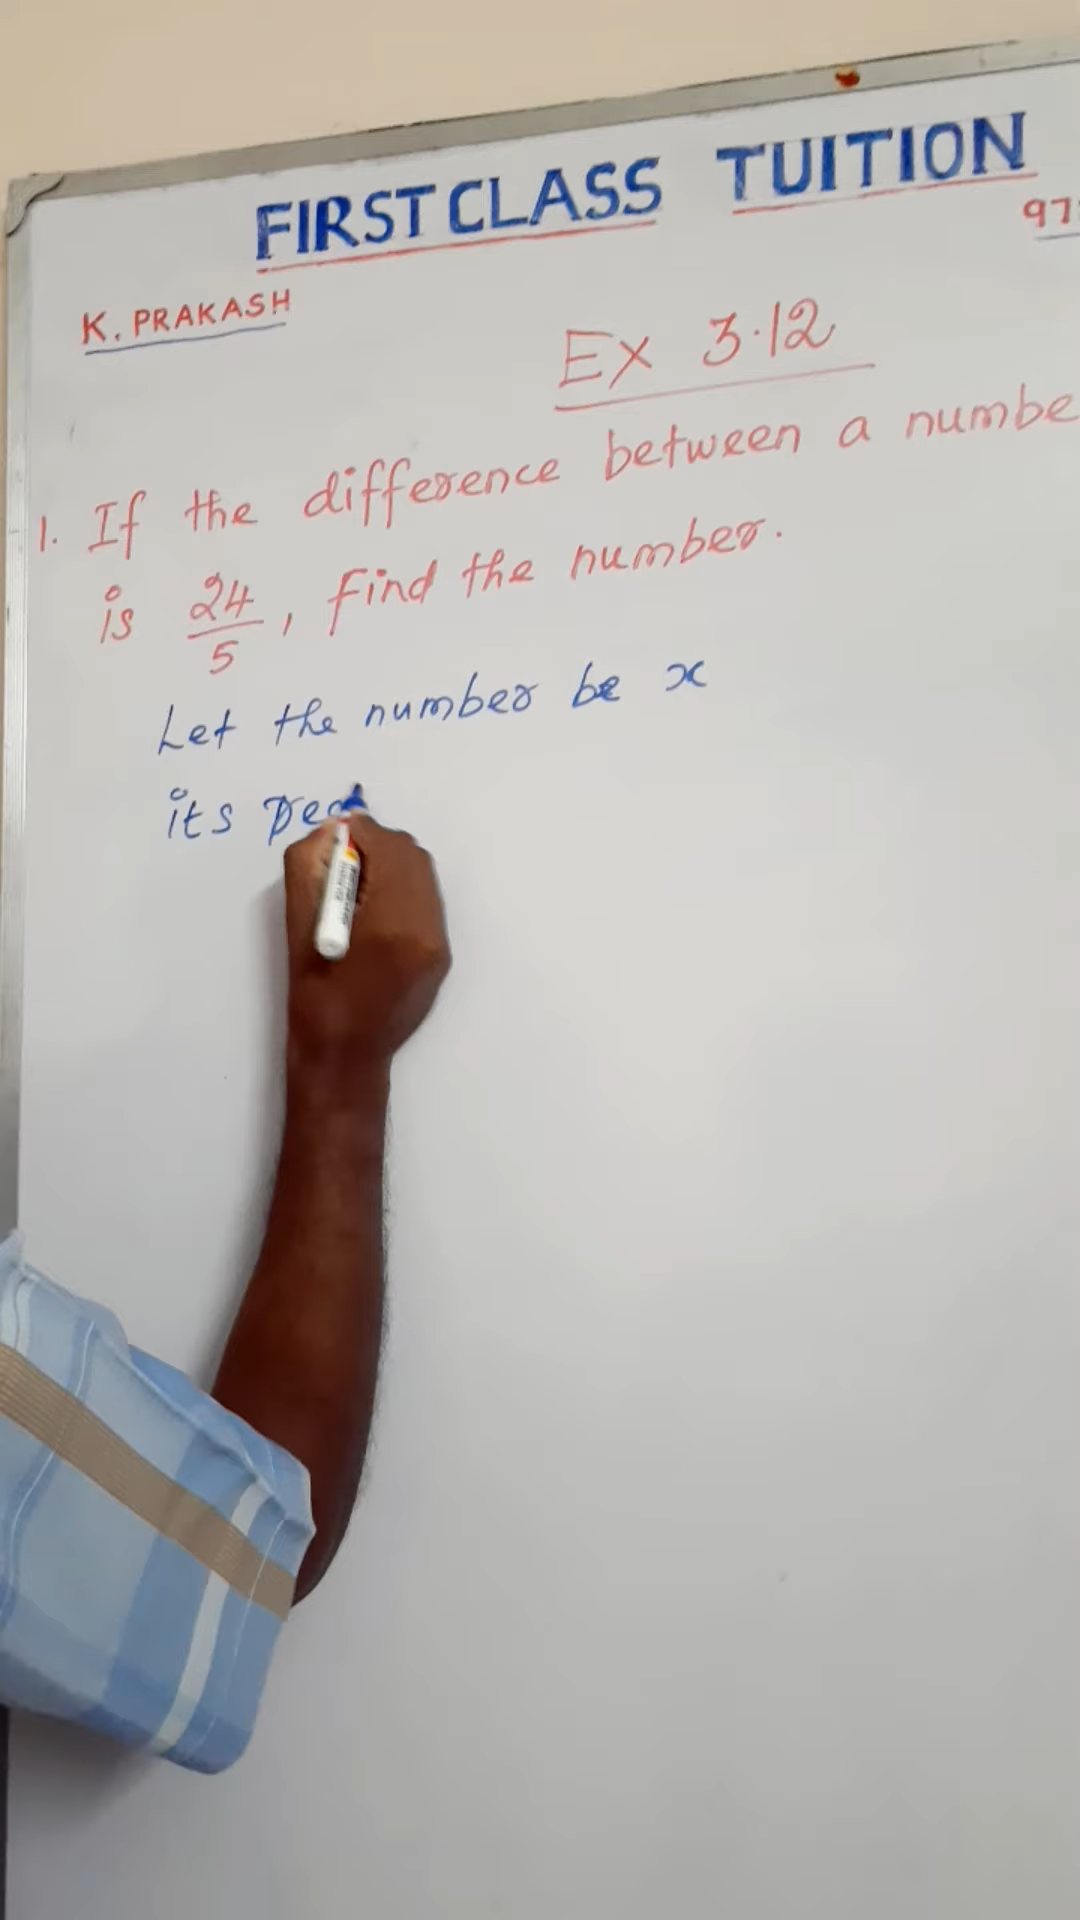 FIRST CLASS TUITION
97
K. PRAKASH
Ex 3.12
1. If the difference between a numbe
is 24/5, find the number.
Let the number be x
its rec